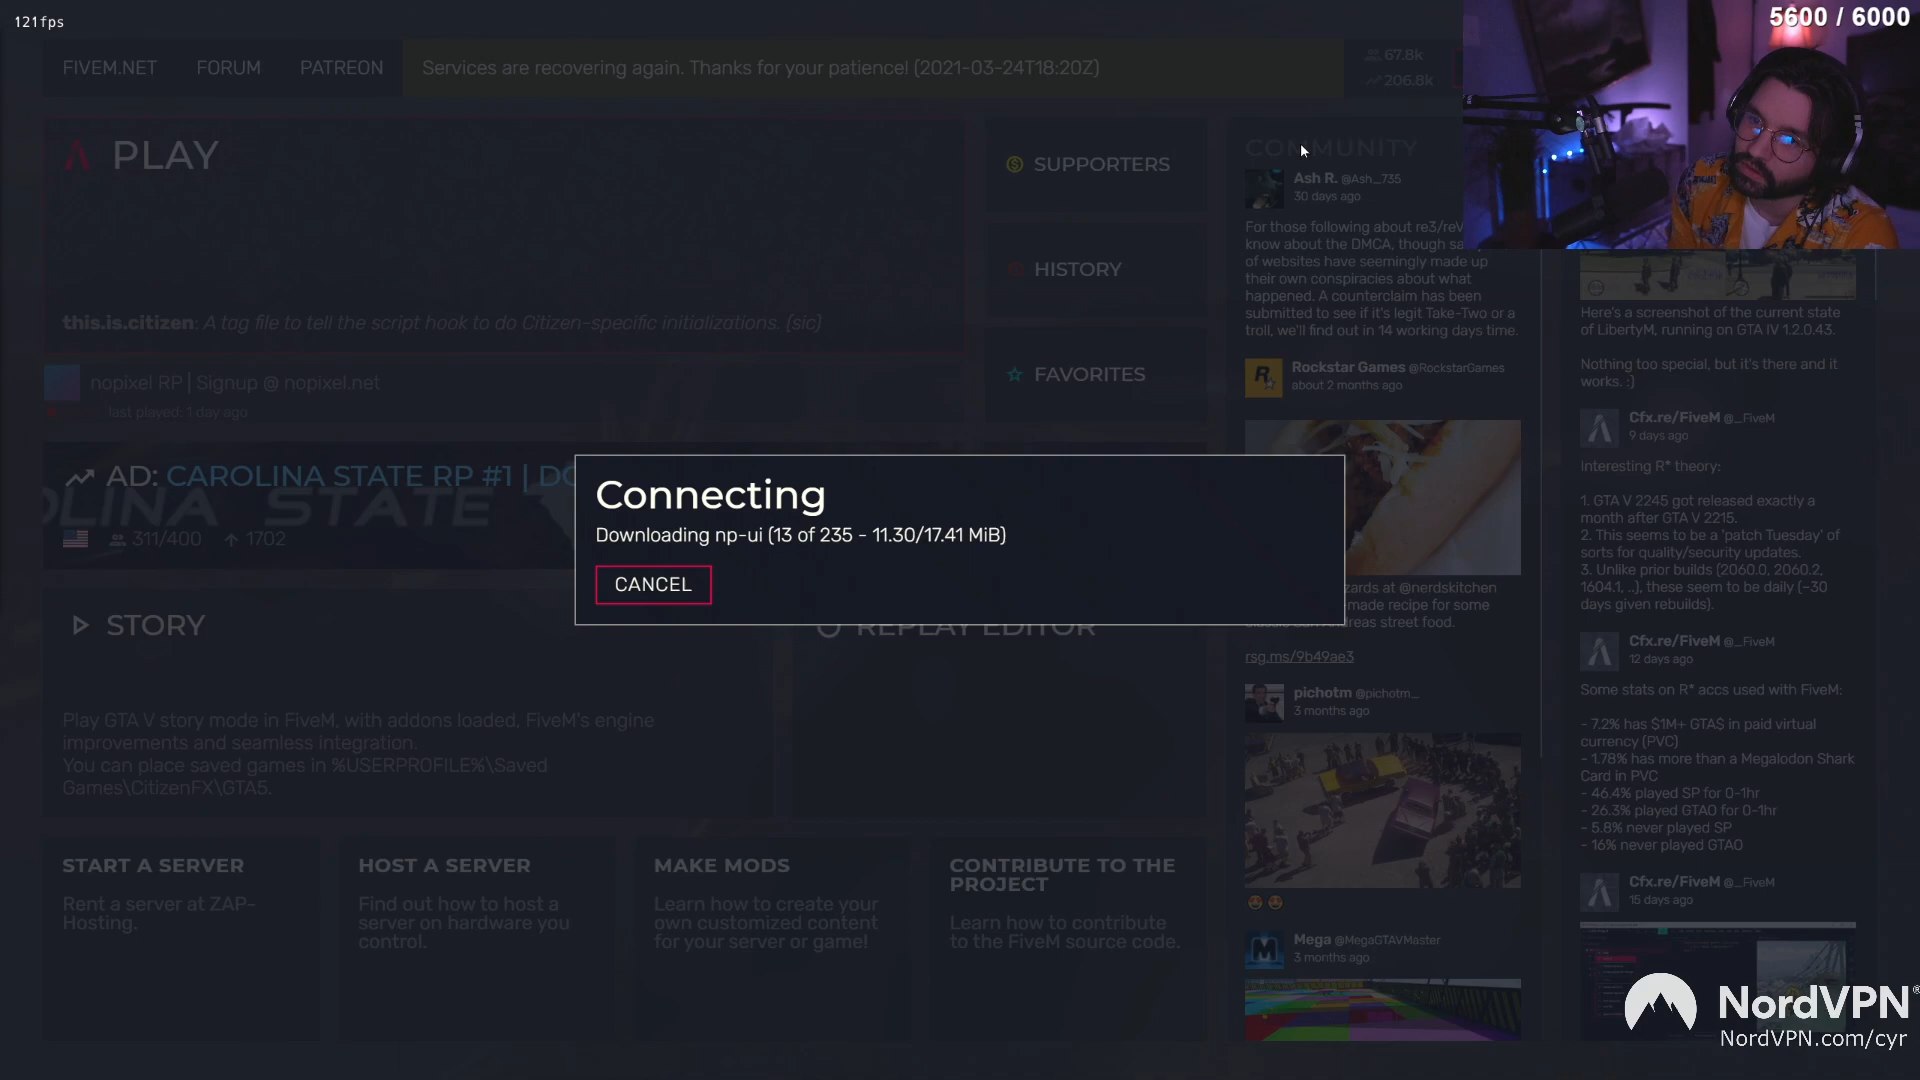 121fps
5600 / 6000
FIVEM.NET FORUM PATREON
Services are recovering again. Thanks for your patience! (2021-03-24T18:20Z)
67.8k
206.8k
PLAY
this.is.citizen: A tag file to tell the script hook to do Citizen-specific initializations. (sic)
nopixel RP | Signup @ nopixel.net
last played: 1 day ago
AD: CAROLINA STATE RP #1 | DO
OLINA STATE
311/400 1702
SUPPORTERS
HISTORY
FAVORITES
Connecting
Downloading np-ui (13 of 235 - 11.30/17.41 MiB)
CANCEL
STORY
Play GTA V story mode in FiveM, with addons loaded, FiveM's engine
improvements and seamless integration.
You can place saved games in %USERPROFILE%\Saved
Games\CitizenFX\GTA5.
REPLAY EDITOR
START A SERVER
Rent a server at ZAP-
Hosting.
HOST A SERVER
Find out how to host a
server on hardware you
control.
MAKE MODS
Learn how to create your
own customized content
for your server or game!
CONTRIBUTE TO THE
PROJECT
Learn how to contribute
to the FiveM source code.
COMMUNITY
Ash R. @Ash_735
30 days ago
For those following about re3/reV
know about the DMCA, though sa
of websites have seemingly made up
their own conspiracies about what
happened. A counterclaim has been
submitted to see if it's legit Take-Two or a
troll, we'll find out in 14 working days time.
Rockstar Games @RockstarGames
about 2 months ago
zards at @nerdskitchen
made recipe for some
reas street food.
rsg.ms/9b49ae3
pichotm @pichotm_
3 months ago
Mega @MegaGTAVMaster
3 months ago
Here's a screenshot of the current state
of LibertyM, running on GTA IV 1.2.0.43.
Nothing too special, but it's there and it
works. :)
Cfx.re/FiveM @_FiveM
9 days ago
Interesting R* theory:
1. GTA V 2245 got released exactly a
month after GTA V 2215.
2. This seems to be a 'patch Tuesday' of
sorts for quality/security updates.
3. Unlike prior builds (2060.0, 2060.2,
1604.1, ..), these seem to be daily (~30
days given rebuilds).
Cfx.re/FiveM @_FiveM
12 days ago
Some stats on R* accs used with FiveM:
- 7.2% has $1M+ GTA$ in paid virtual
currency (PVC)
- 1.78% has more than a Megalodon Shark
Card in PVC
- 46.4% played SP for 0-1hr
- 26.3% played GTAO for 0-1hr
- 5.8% never played SP
- 16% never played GTAO
Cfx.re/FiveM @_FiveM
15 days ago
NordVPN®
NordVPN.com/cyr